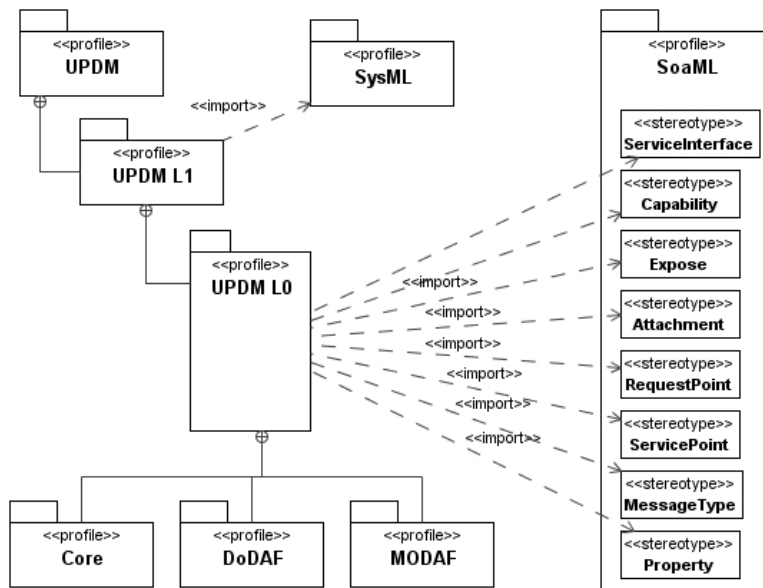 <<profile>>
UPDM
<<profile>>
SysML
<<profile>>
SoaML
<<import>>
<<stereotype>>
ServiceInterface
<<profile>>
UPDM L1
<<stereotype>>
Capability
<<profile>>
UPDM L0
<<stereotype>>
Expose
<<import>>
<<stereotype>>
Attachment
<<import>>
<<import>>
<<stereotype>>
RequestPoint
<<import>>
<<import>>
<<stereotype>>
ServicePoint
<<import>>
<<stereotype>>
MessageType
<<profile>>
Core
<<profile>>
DoDAF
<<profile>>
MODAF
<<stereotype>>
Property